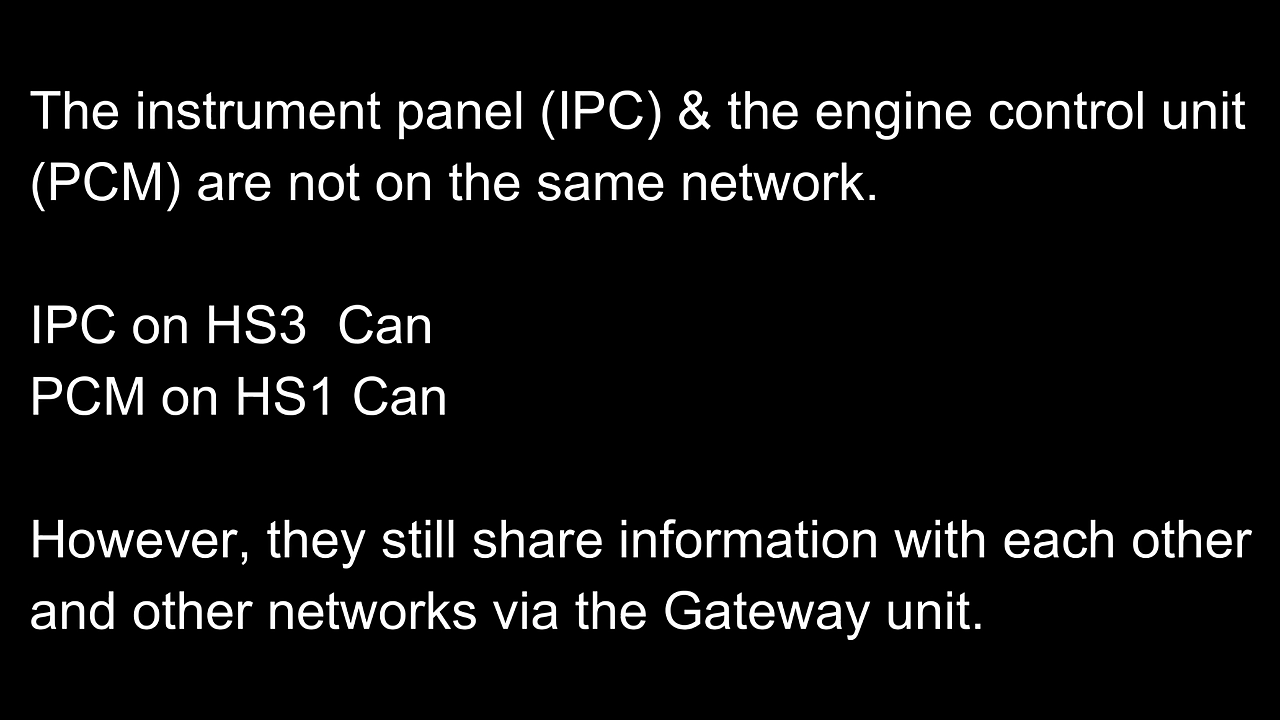 The instrument panel (IPC) & the engine control unit
(PCM) are not on the same network.
IPC on HS3  Can
PCM on HS1 Can
However, they still share information with each other
and other networks via the Gateway unit.